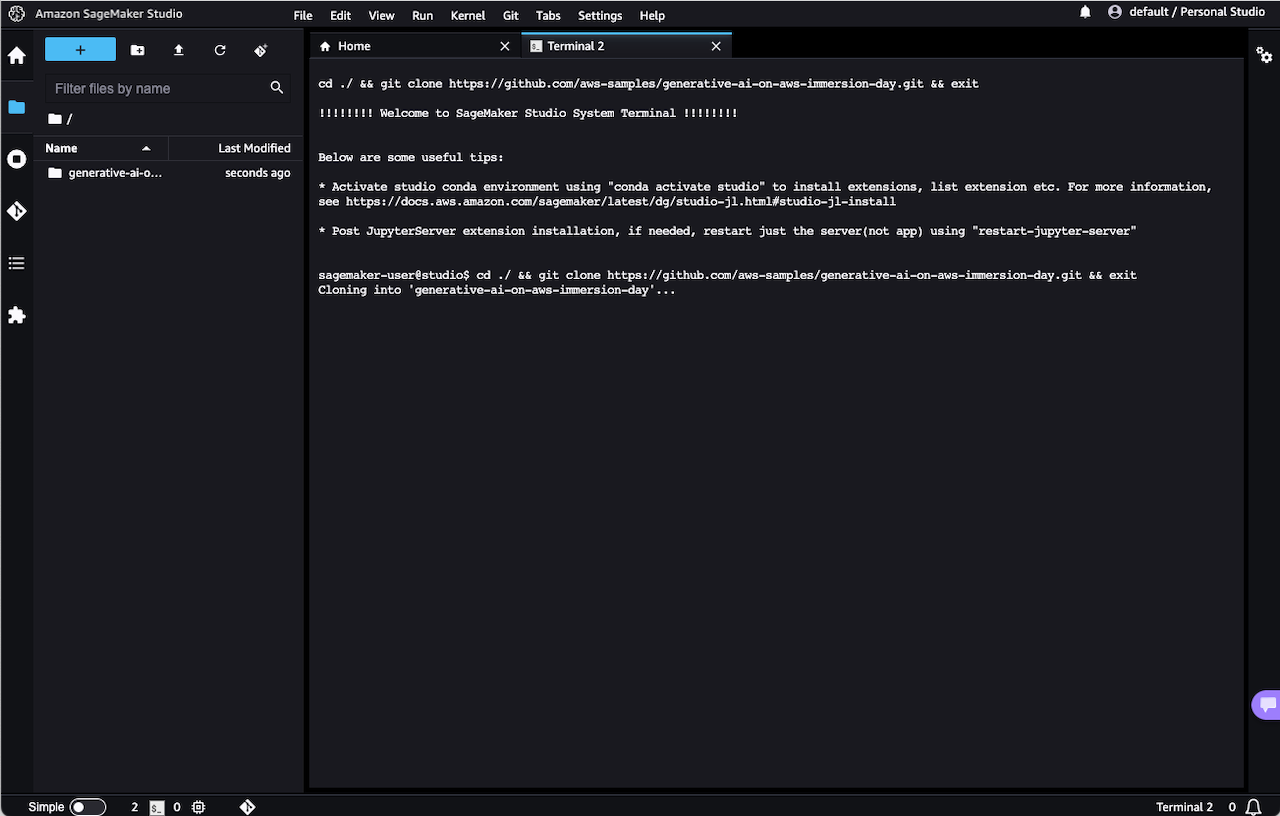 Amazon SageMaker Studio
File Edit View Run Kernel Git Tabs Settings Help
default / Personal Studio
+
Filter files by name
/
Name Last Modified
generative-ai-o... seconds ago
Home
$_ Terminal 2
cd ./ && git clone https://github.com/aws-samples/generative-ai-on-aws-immersion-day.git && exit
!!!!!!!! Welcome to SageMaker Studio System Terminal !!!!!!!!
Below are some useful tips:
* Activate studio conda environment using "conda activate studio" to install extensions, list extension etc. For more information,
see https://docs.aws.amazon.com/sagemaker/latest/dg/studio-jl.html#studio-jl-install
* Post JupyterServer extension installation, if needed, restart just the server(not app) using "restart-jupyter-server"
sagemaker-user@studio$ cd ./ && git clone https://github.com/aws-samples/generative-ai-on-aws-immersion-day.git && exit
Cloning into 'generative-ai-on-aws-immersion-day'...
Simple 2 $_ 0
Terminal 2 0